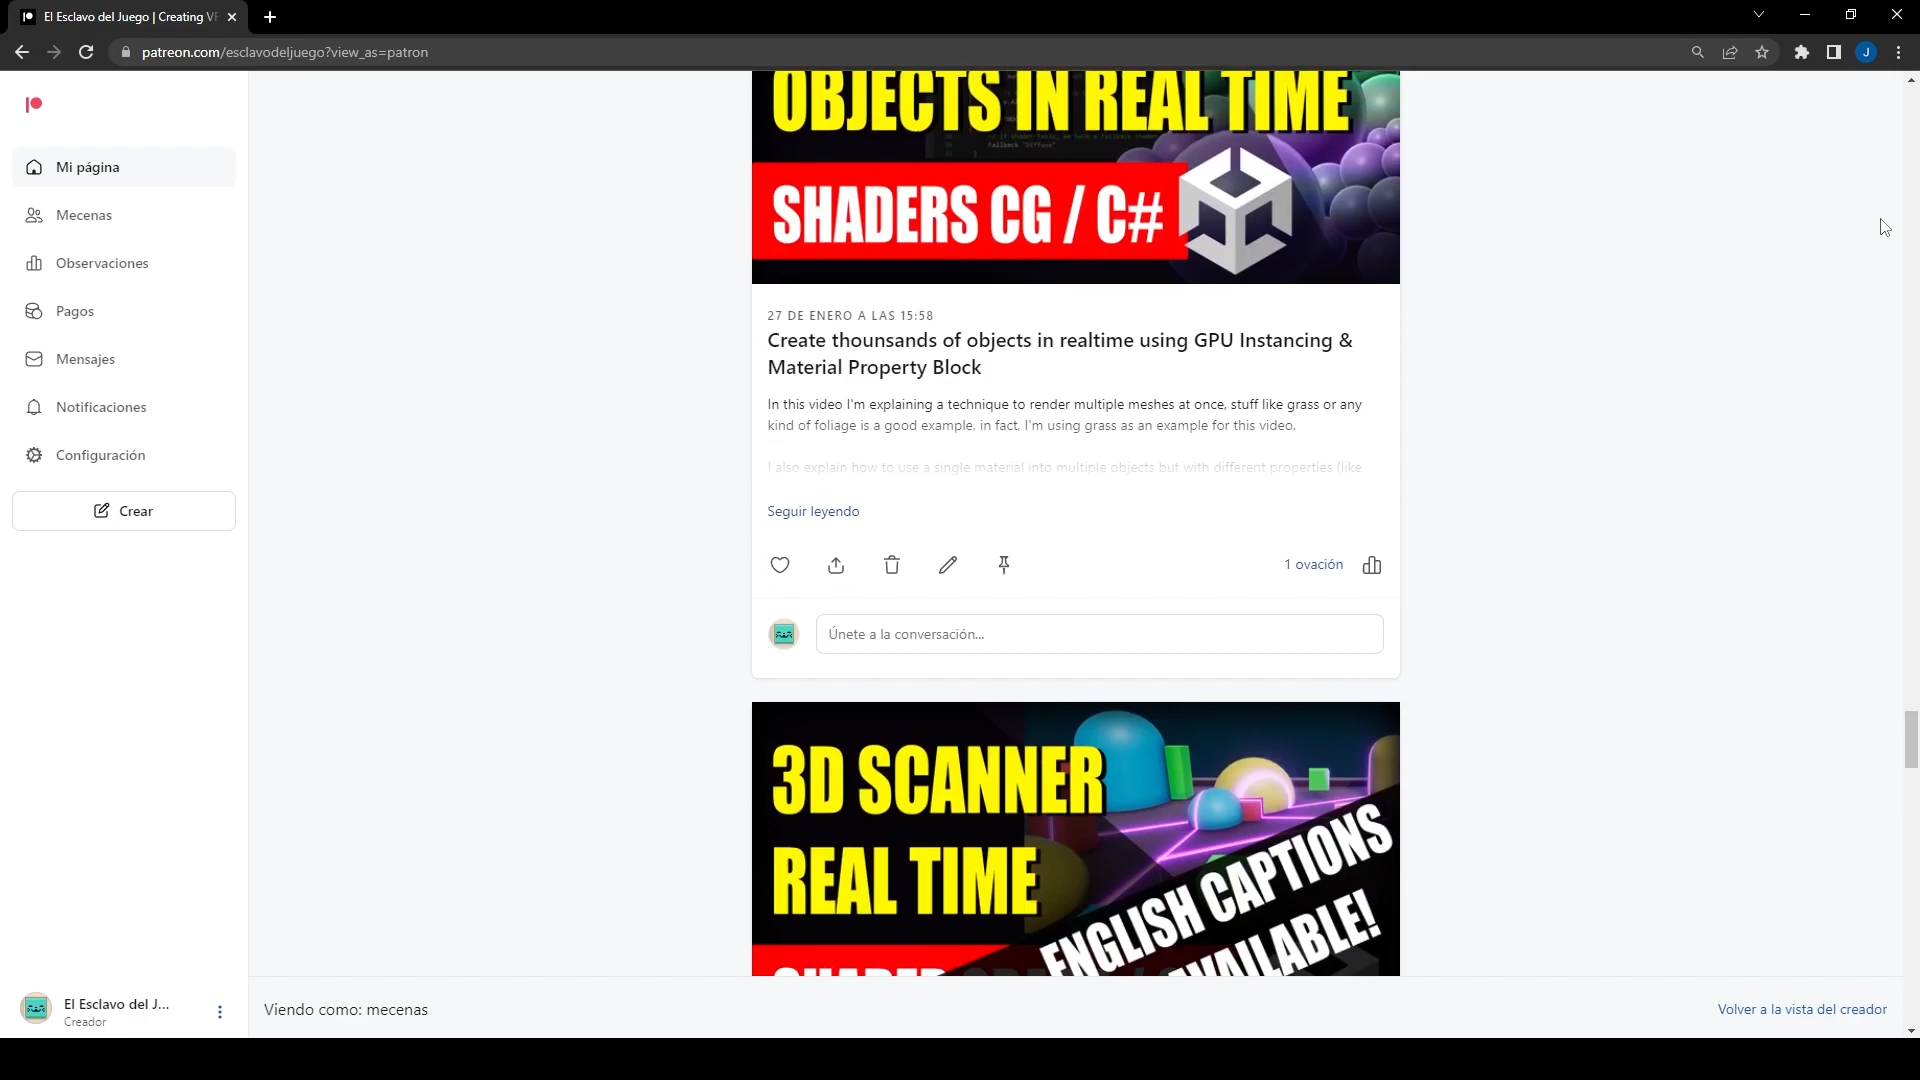 El Esclavo del Juego | Creating VF
patreon.com/esclavodeljuego?view_as=patron
J
Mi página
Mecenas
Observaciones
Pagos
Mensajes
Notificaciones
Configuración
Crear
El Esclavo del J...
Creador
OBJECTS IN REAL TIME
Fallback "Diffuse"
SHADERS CG / C#
27 DE ENERO A LAS 15:58
Create thounsands of objects in realtime using GPU Instancing &
Material Property Block
In this video I'm explaining a technique to render multiple meshes at once, stuff like grass or any
kind of foliage is a good example, in fact, I'm using grass as an example for this video.
I also explain how to use a single material into multiple objects but with different properties (like
Seguir leyendo
1 ovación
Únete a la conversación...
3D SCANNER
REAL TIME
ENGLISH CAPTIONS
AVAILABLE!
SHADER
Viendo como: mecenas
Volver a la vista del creador